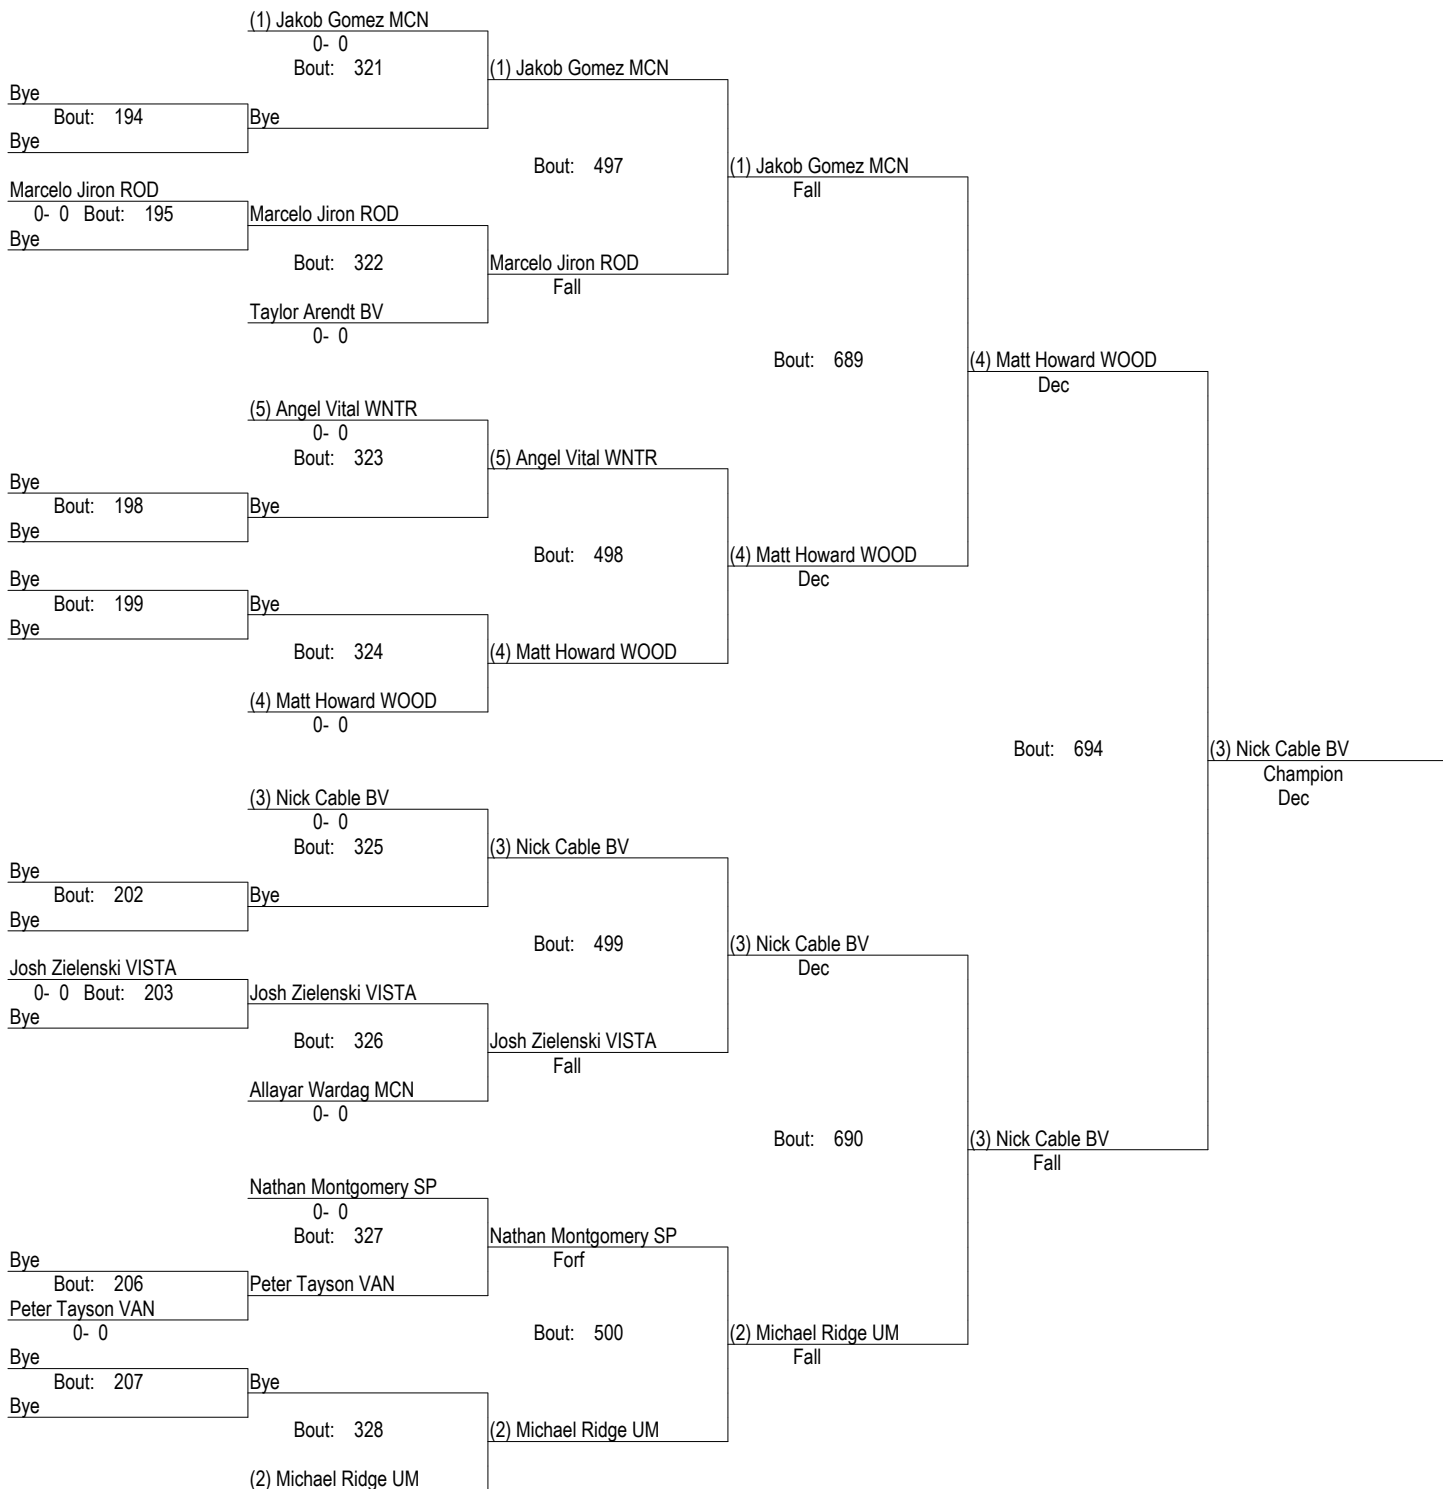 (1) Jakob Gomez MCN
0- 0
Bout: 321
(1) Jakob Gomez MCN
Bye
Bout: 194
Bye
Bye
Bout: 497
(1) Jakob Gomez MCN
Fall
Marcelo Jiron ROD
0- 0 Bout: 195
Marcelo Jiron ROD
Bye
Bout: 322
Marcelo Jiron ROD
Fall
Taylor Arendt BV
0- 0
Bout: 689
(4) Matt Howard WOOD
Dec
(5) Angel Vital WNTR
0- 0
Bout: 323
(5) Angel Vital WNTR
Bye
Bout: 198
Bye
Bye
Bout: 498
(4) Matt Howard WOOD
Dec
Bye
Bout: 199
Bye
Bye
Bout: 324
(4) Matt Howard WOOD
(4) Matt Howard WOOD
0- 0
Bout: 694
(3) Nick Cable BV
Champion
Dec
(3) Nick Cable BV
0- 0
Bout: 325
(3) Nick Cable BV
Bye
Bout: 202
Bye
Bye
Bout: 499
(3) Nick Cable BV
Dec
Josh Zielenski VISTA
0- 0 Bout: 203
Josh Zielenski VISTA
Bye
Bout: 326
Josh Zielenski VISTA
Fall
Allayar Wardag MCN
0- 0
Bout: 690
(3) Nick Cable BV
Fall
Nathan Montgomery SP
0- 0
Bout: 327
Nathan Montgomery SP
Forf
Bye
Bout: 206
Peter Tayson VAN
Peter Tayson VAN
0- 0
Bout: 500
(2) Michael Ridge UM
Fall
Bye
Bout: 207
Bye
Bye
Bout: 328
(2) Michael Ridge UM
(2) Michael Ridge UM